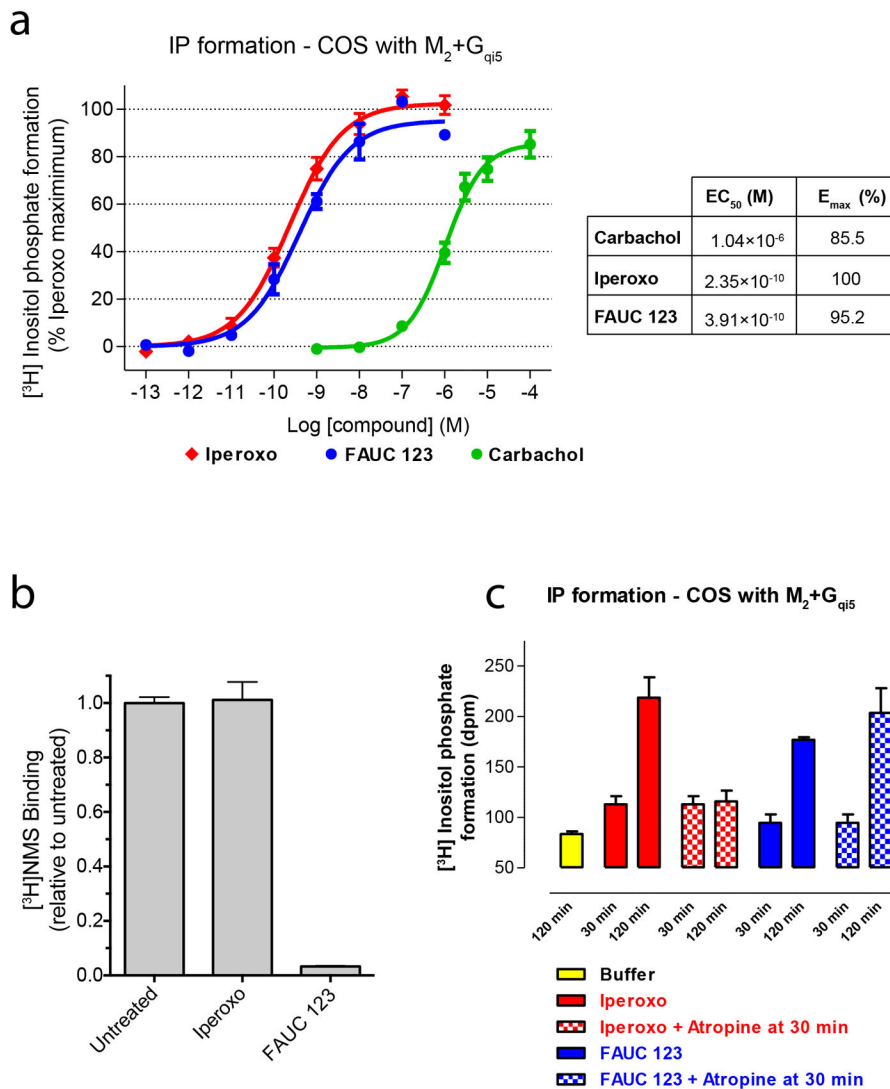 a
IP formation - COS with M₂+Gqi5
[³H] Inositol phosphate formation
(% Iperoxo maximimum)
100
80
60
40
20
0
-13 -12 -11 -10 -9 -8 -7 -6 -5 -4
Log [compound] (M)
Iperoxo FAUC 123 Carbachol
EC₅₀ (M) Eₘₐₓ (%)
Carbachol 1.04×10⁻⁶ 85.5
Iperoxo 2.35×10⁻¹⁰ 100
FAUC 123 3.91×10⁻¹⁰ 95.2
b
[³H]NMS Binding
(relative to untreated)
1.0
0.8
0.6
0.4
0.2
0.0
Untreated Iperoxo FAUC 123
c
IP formation - COS with M₂+Gqi5
[³H] Inositol phosphate
formation (dpm)
250
200
150
100
50
120 min 30 min 120 min 30 min 120 min 30 min 120 min 30 min 120 min
Buffer
Iperoxo
Iperoxo + Atropine at 30 min
FAUC 123
FAUC 123 + Atropine at 30 min